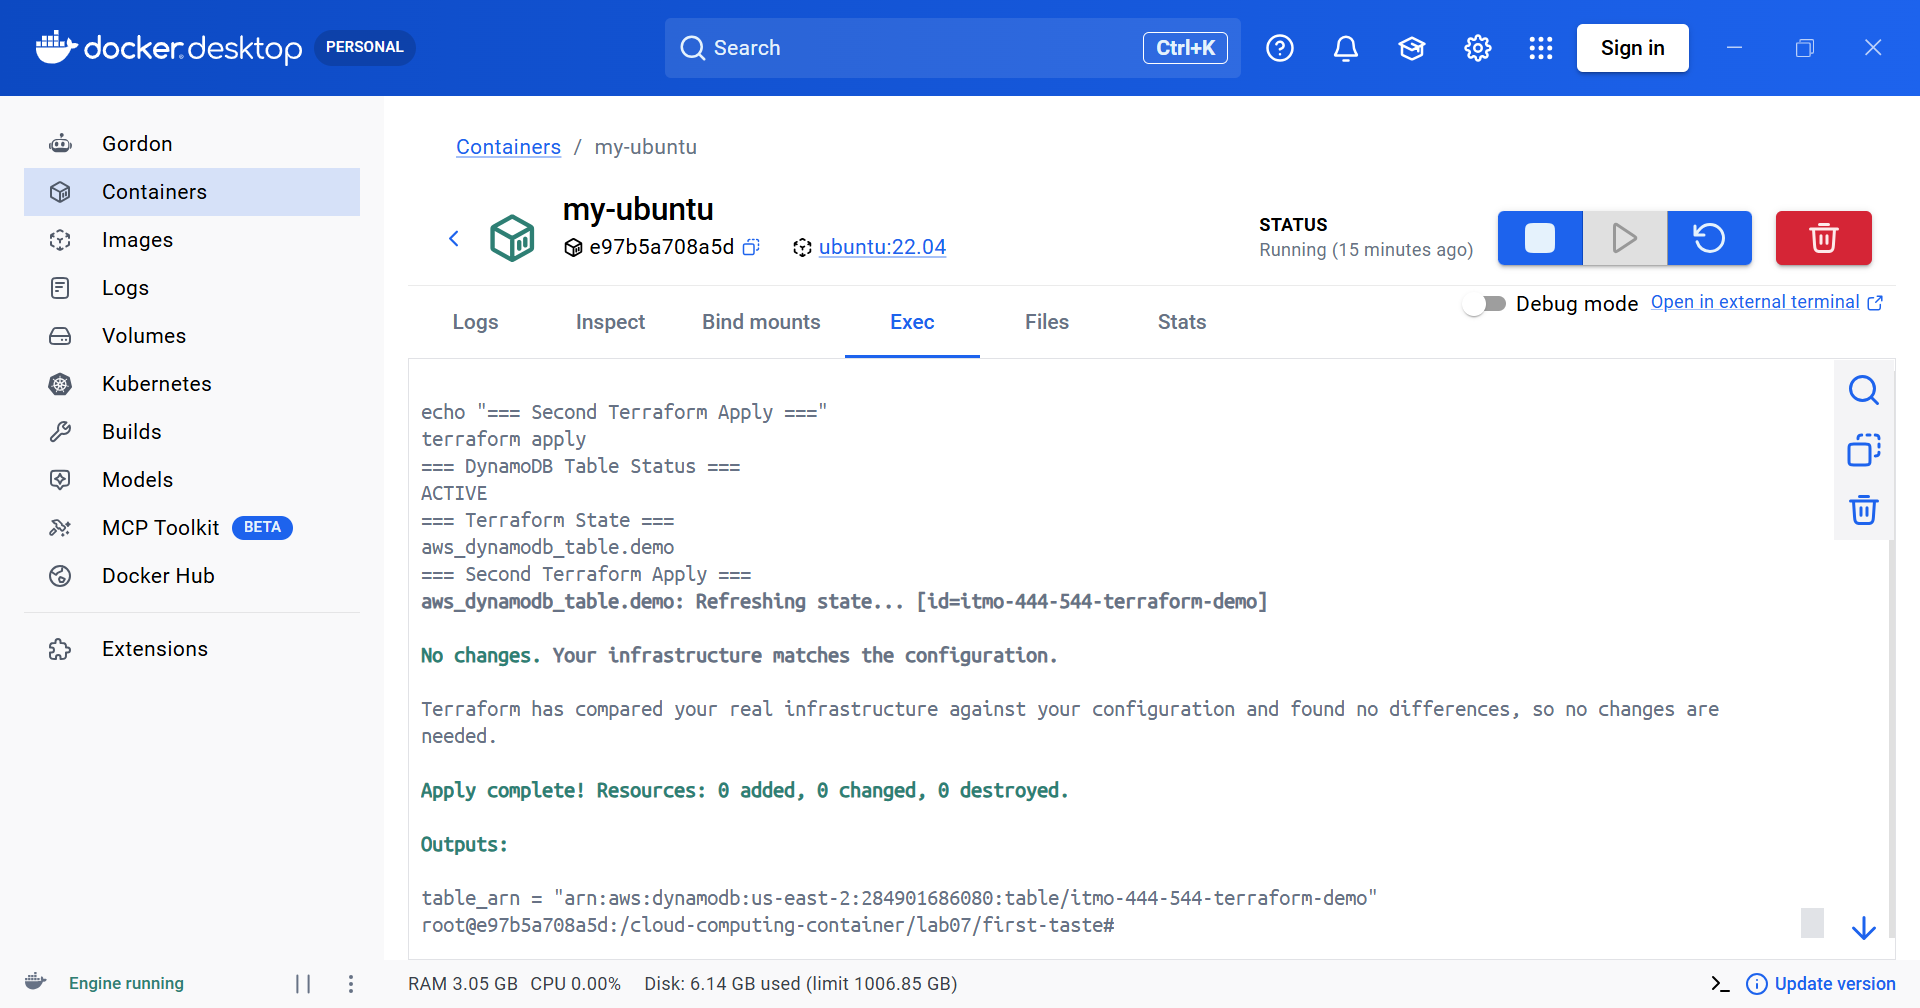 docker desktop PERSONAL
Search Ctrl+K
Sign in
Gordon
Containers
Images
Logs
Volumes
Kubernetes
Builds
Models
MCP Toolkit BETA
Docker Hub
Extensions
Containers / my-ubuntu
my-ubuntu
e97b5a708a5d ubuntu:22.04
STATUS
Running (15 minutes ago)
Logs Inspect Bind mounts Exec Files Stats
Debug mode Open in external terminal
echo "=== Second Terraform Apply ==="
terraform apply
=== DynamoDB Table Status ===
ACTIVE
=== Terraform State ===
aws_dynamodb_table.demo
=== Second Terraform Apply ===
aws_dynamodb_table.demo: Refreshing state... [id=itmo-444-544-terraform-demo]
No changes. Your infrastructure matches the configuration.
Terraform has compared your real infrastructure against your configuration and found no differences, so no changes are
needed.
Apply complete! Resources: 0 added, 0 changed, 0 destroyed.
Outputs:
table_arn = "arn:aws:dynamodb:us-east-2:284901686080:table/itmo-444-544-terraform-demo"
root@e97b5a708a5d:/cloud-computing-container/lab07/first-taste#
Engine running
RAM 3.05 GB CPU 0.00% Disk: 6.14 GB used (limit 1006.85 GB)
Update version